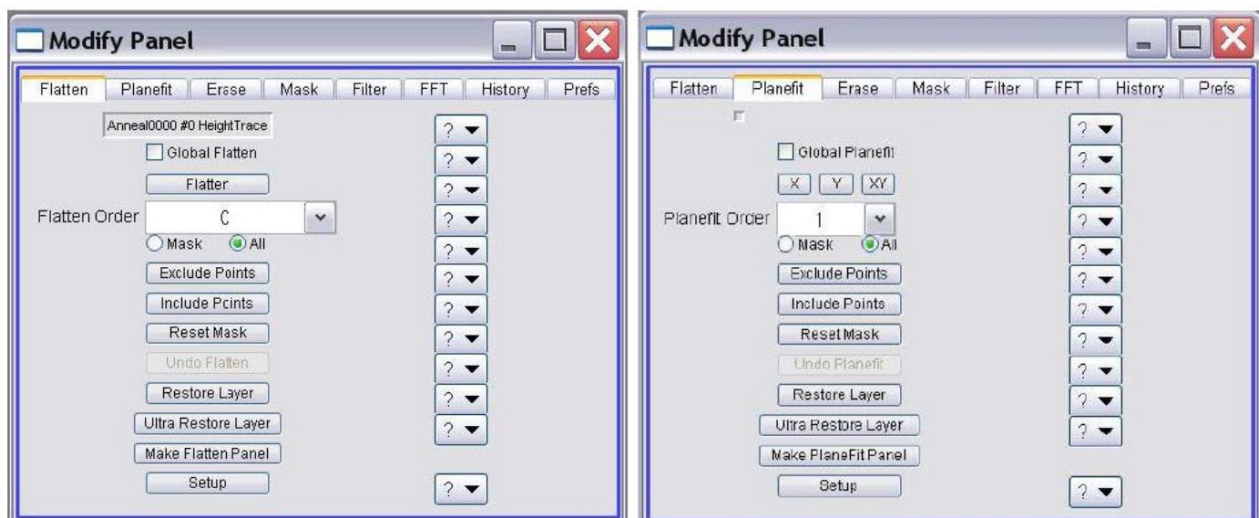 Modify Panel
Flatten Planefit Erase Mask Filter FFT History Prefs
Anneal0000 #0 HeightTrace
?
Global Flatten
?
Flatter
?
Flatten Order C
?
Mask All
?
Exclude Points
?
Include Points
?
Reset Mask
?
Undo Flatten
?
Restore Layer
?
Ultra Restore Layer
?
Make Flatten Panel
Setup
?
Modify Panel
Flatten Planefit Erase Mask Filter FFT History Prefs
?
Global Planefit
?
X Y XY
?
Planefit Order 1
?
Mask All
?
Exclude Points
?
Include Points
?
Reset Mask
?
Undo Planefit
?
Restore Layer
?
Ultra Restore Layer
?
Make PlaneFit Panel
Setup
?